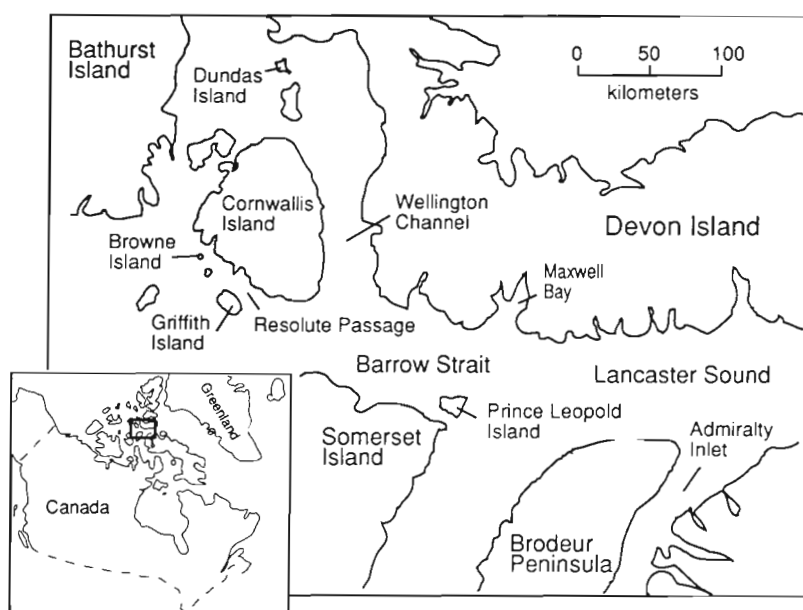 Bathurst
Island
Dundas
Island
0 50 100
kilometers
Cornwallis
Island
Wellington
Channel
Devon Island
Browne
Island
Maxwell
Bay
Griffith
Island
Resolute Passage
Barrow Strait
Lancaster Sound
Prince Leopold
Island
Somerset
Island
Admiralty
Inlet
Brodeur
Peninsula
Greenland
Canada